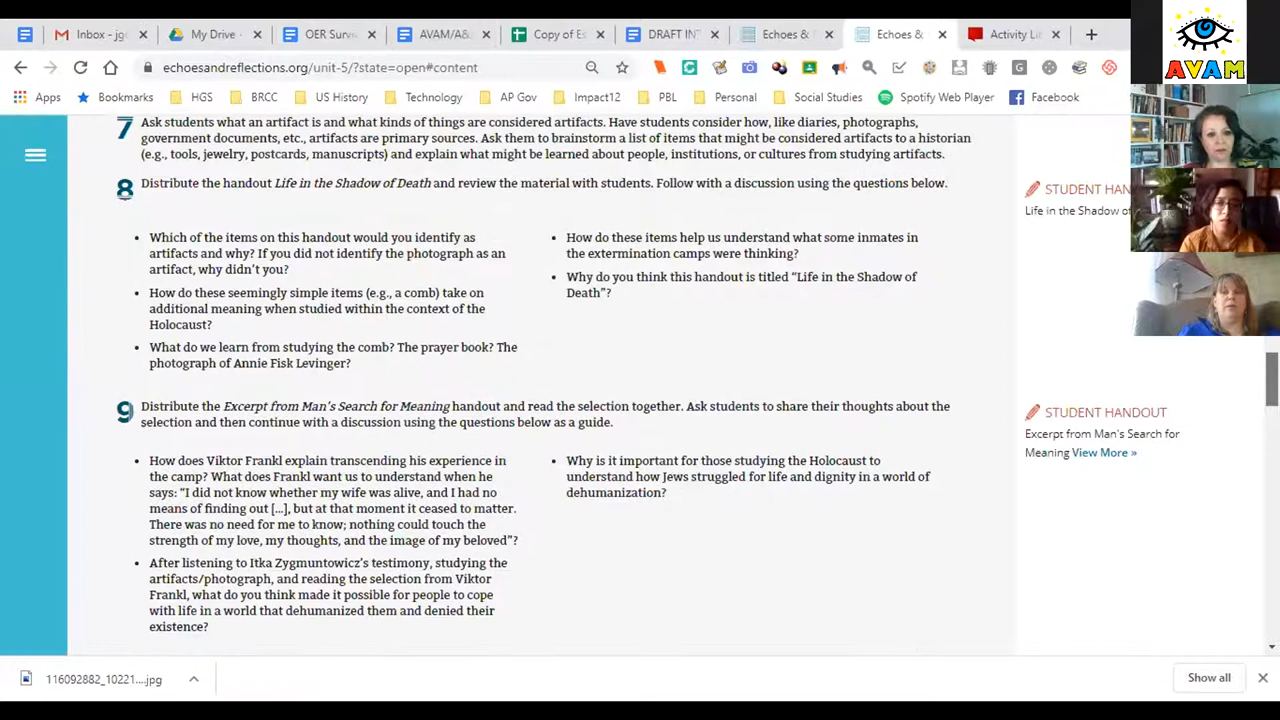 Inbox - jg
My Drive -
OER Surv
AVAM/A&
Copy of Es
DRAFT IN
Echoes &
Echoes &
Activity Li
AVAM
echoesandreflections.org/unit-5/?state=open#content
Apps
Bookmarks
HGS
BRCC
US History
Technology
AP Gov
Impact12
PBL
Personal
Social Studies
Spotify Web Player
Facebook
7
Ask students what an artifact is and what kinds of things are considered artifacts. Have students consider how, like diaries, photographs,
government documents, etc., artifacts are primary sources. Ask them to brainstorm a list of items that might be considered artifacts to a historian
(e.g., tools, jewelry, postcards, manuscripts) and explain what might be learned about people, institutions, or cultures from studying artifacts.
8
Distribute the handout Life in the Shadow of Death and review the material with students. Follow with a discussion using the questions below.
STUDENT HAN
Life in the Shadow of
• Which of the items on this handout would you identify as
artifacts and why? If you did not identify the photograph as an
artifact, why didn't you?
• How do these seemingly simple items (e.g., a comb) take on
additional meaning when studied within the context of the
Holocaust?
• What do we learn from studying the comb? The prayer book? The
photograph of Annie Fisk Levinger?
• How do these items help us understand what some inmates in
the extermination camps were thinking?
• Why do you think this handout is titled "Life in the Shadow of
Death"?
9
Distribute the Excerpt from Man's Search for Meaning handout and read the selection together. Ask students to share their thoughts about the
selection and then continue with a discussion using the questions below as a guide.
STUDENT HANDOUT
Excerpt from Man's Search for
Meaning View More »
• How does Viktor Frankl explain transcending his experience in
the camp? What does Frankl want us to understand when he
says: "I did not know whether my wife was alive, and I had no
means of finding out [...], but at that moment it ceased to matter.
There was no need for me to know; nothing could touch the
strength of my love, my thoughts, and the image of my beloved"?
• After listening to Itka Zygmuntowicz's testimony, studying the
artifacts/photograph, and reading the selection from Viktor
Frankl, what do you think made it possible for people to cope
with life in a world that dehumanized them and denied their
existence?
• Why is it important for those studying the Holocaust to
understand how Jews struggled for life and dignity in a world of
dehumanization?
116092882_10221....jpg
Show all